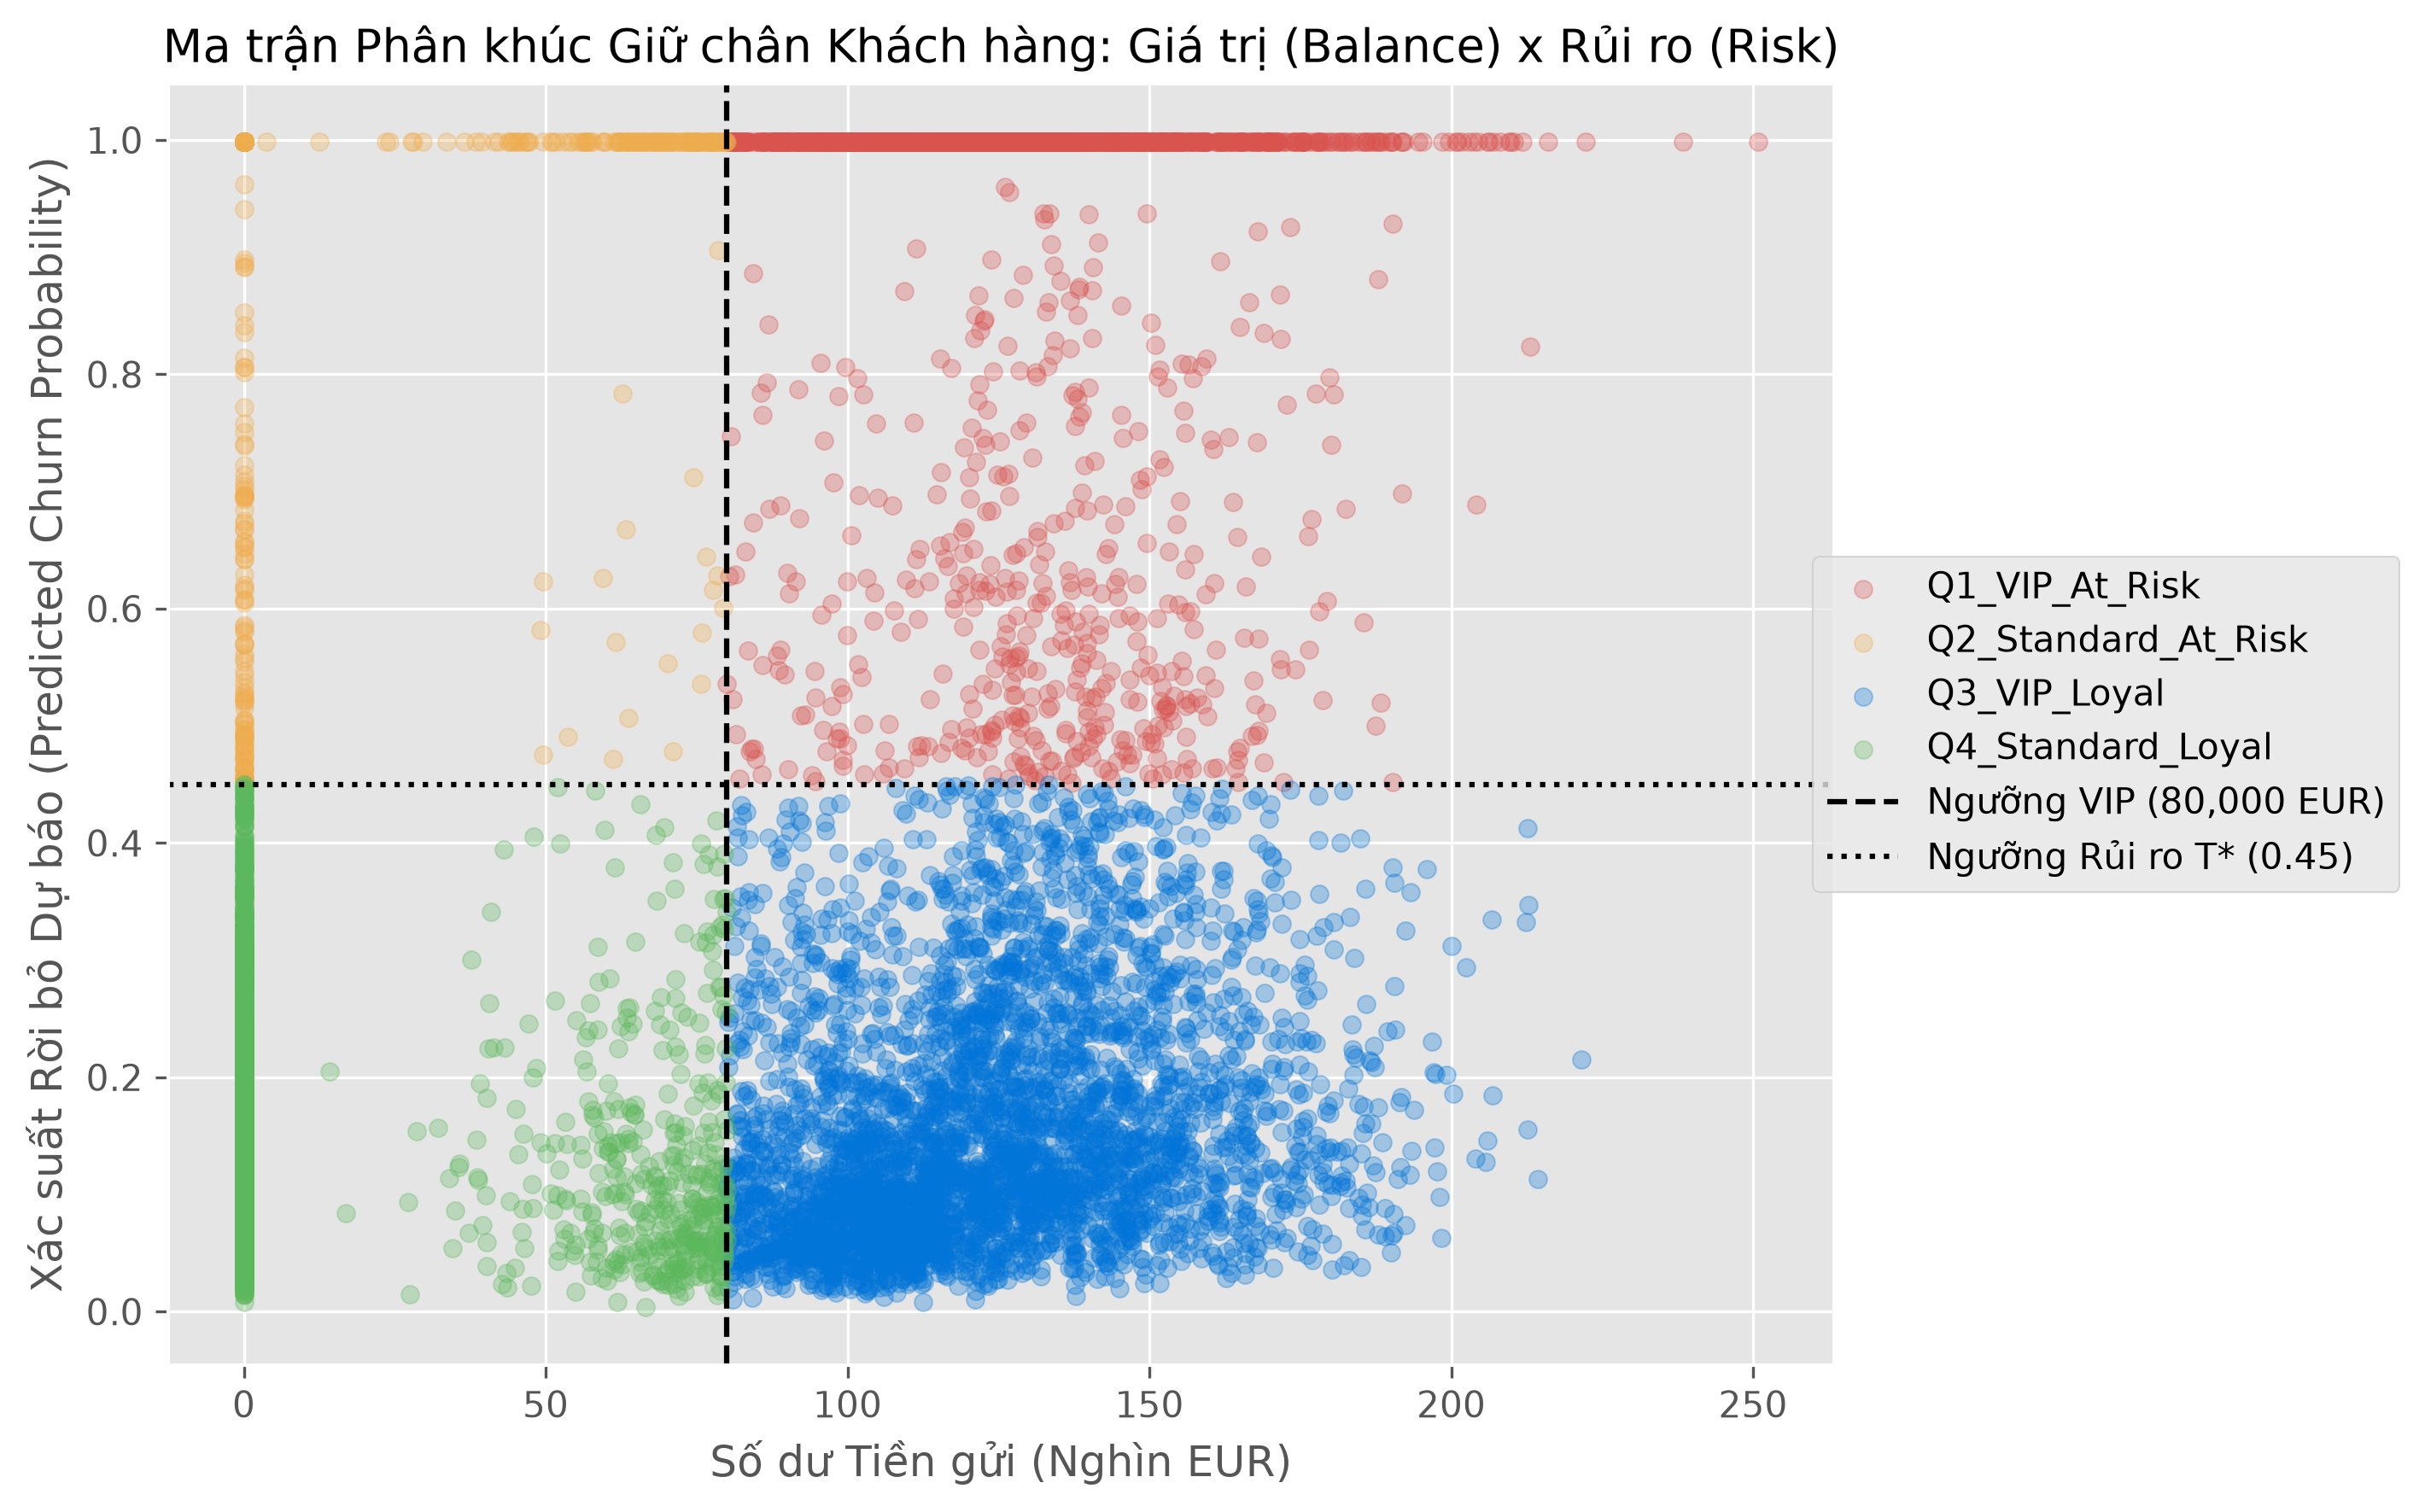 Ma trận Phân khúc Giữ chân Khách hàng: Giá trị (Balance) x Rủi ro (Risk)
Xác suất Rời bỏ Dự báo (Predicted Churn Probability)
1.0
0.8
0.6
0.4
0.2
0.0
0
50
100
150
200
250
Số dư Tiền gửi (Nghìn EUR)
Q1_VIP_At_Risk
Q2_Standard_At_Risk
Q3_VIP_Loyal
Q4_Standard_Loyal
Ngưỡng VIP (80,000 EUR)
Ngưỡng Rủi ro T* (0.45)